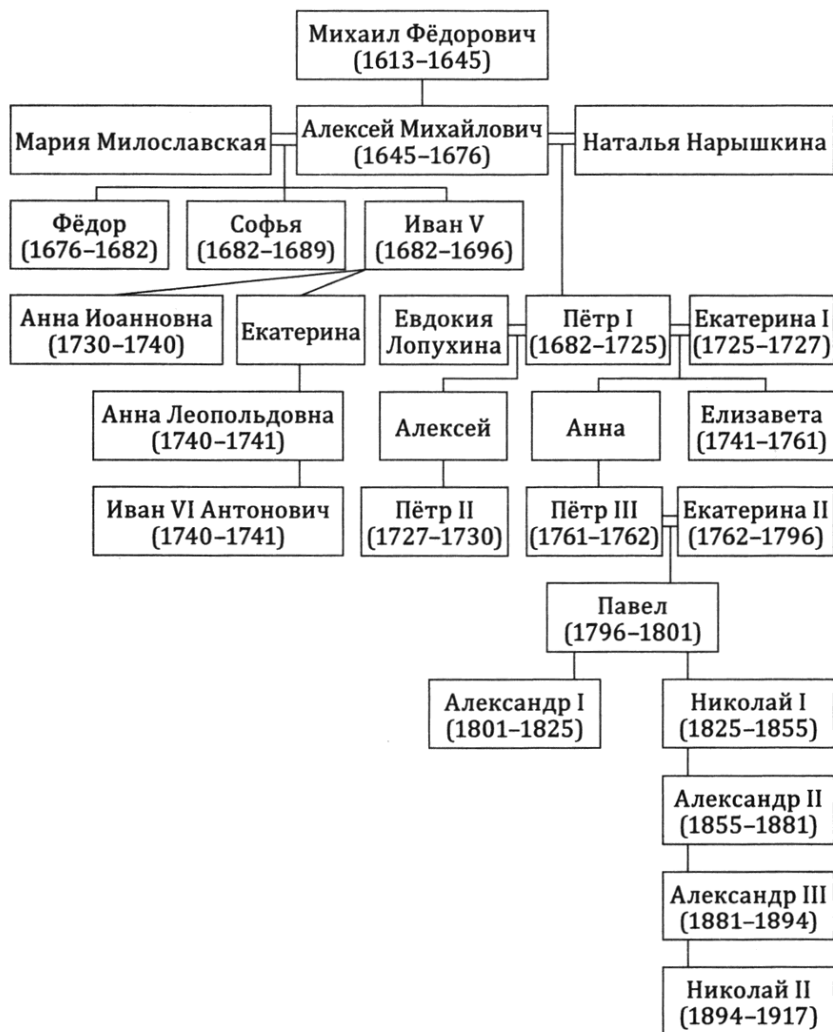 Михаил Фёдорович
(1613–1645)
Мария Милославская
Алексей Михайлович
(1645–1676)
Наталья Нарышкина
Фёдор
(1676–1682)
Софья
(1682–1689)
Иван V
(1682–1696)
Анна Иоанновна
(1730–1740)
Екатерина
Евдокия
Лопухина
Пётр I
(1682–1725)
Екатерина I
(1725–1727)
Анна Леопольдовна
(1740–1741)
Алексей
Анна
Елизавета
(1741–1761)
Иван VI Антонович
(1740–1741)
Пётр II
(1727–1730)
Пётр III
(1761–1762)
Екатерина II
(1762–1796)
Павел
(1796–1801)
Александр I
(1801–1825)
Николай I
(1825–1855)
Александр II
(1855–1881)
Александр III
(1881–1894)
Николай II
(1894–1917)